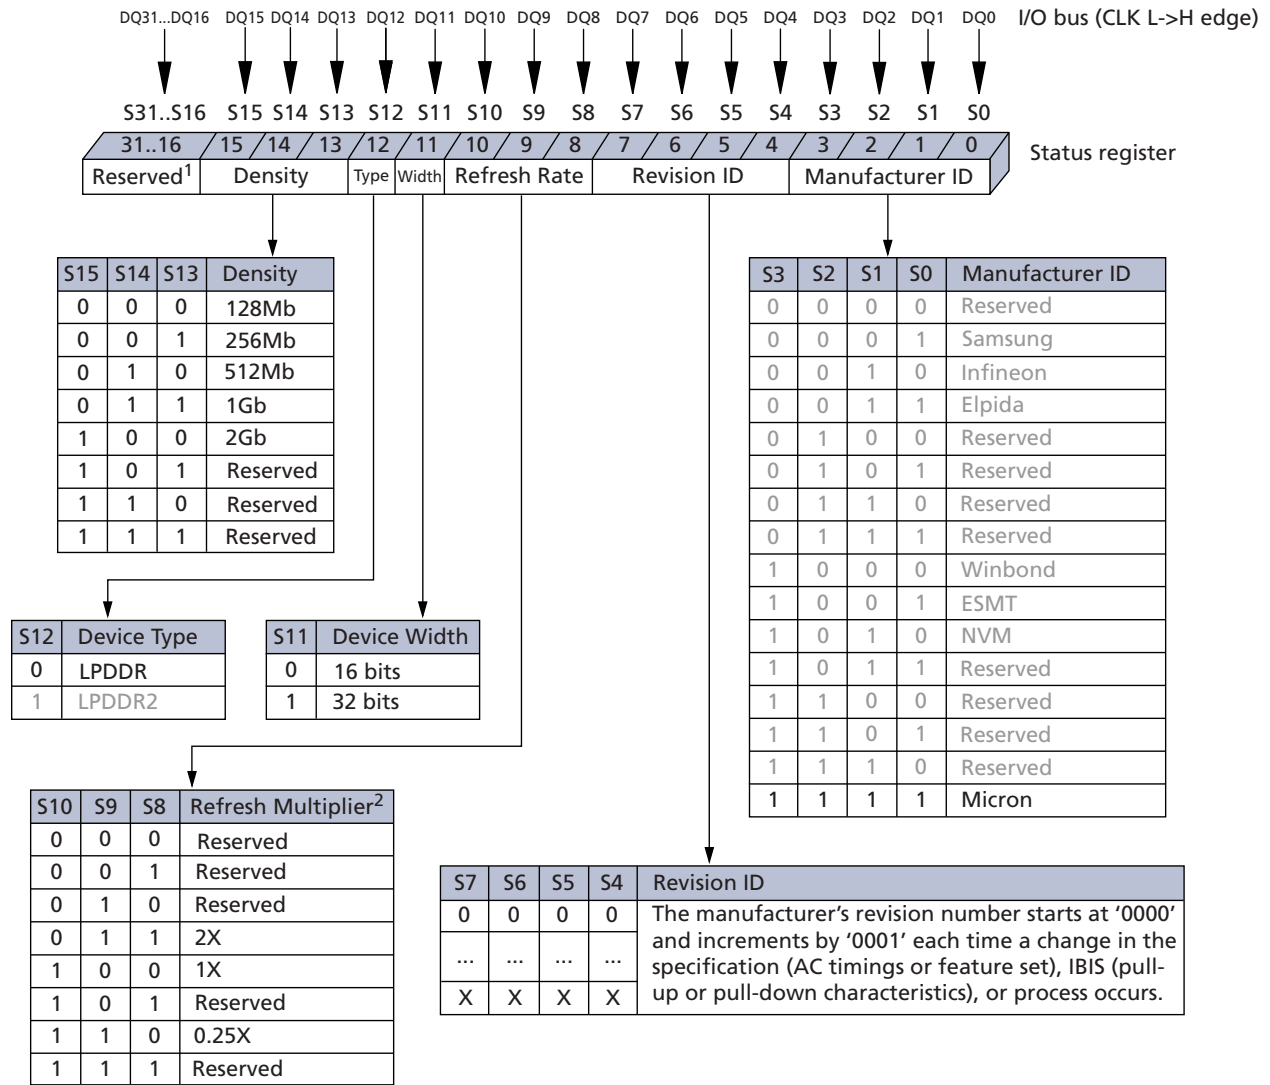 DQ31...DQ16 DQ15 DQ14 DQ13 DQ12 DQ11 DQ10 DQ9 DQ8 DQ7 DQ6 DQ5 DQ4 DQ3 DQ2 DQ1 DQ0 I/O bus (CLK L->H edge)
S31..S16 S15 S14 S13 S12 S11 S10 S9 S8 S7 S6 S5 S4 S3 S2 S1 S0
31..16 15 14 13 12 11 10 9 8 7 6 5 4 3 2 1 0
Status register
Reserved1 Density Type Width Refresh Rate Revision ID Manufacturer ID
S15 S14 S13 Density
0 0 0 128Mb
0 0 1 256Mb
0 1 0 512Mb
0 1 1 1Gb
1 0 0 2Gb
1 0 1 Reserved
1 1 0 Reserved
1 1 1 Reserved
S3 S2 S1 S0 Manufacturer ID
0 0 0 0 Reserved
0 0 0 1 Samsung
0 0 1 0 Infineon
0 0 1 1 Elpida
0 1 0 0 Reserved
0 1 0 1 Reserved
0 1 1 0 Reserved
0 1 1 1 Reserved
1 0 0 0 Winbond
1 0 0 1 ESMT
1 0 1 0 NVM
1 0 1 1 Reserved
1 1 0 0 Reserved
1 1 0 1 Reserved
1 1 1 0 Reserved
1 1 1 1 Micron
S12 Device Type
0 LPDDR
1 LPDDR2
S11 Device Width
0 16 bits
1 32 bits
S10 S9 S8 Refresh Multiplier2
0 0 0 Reserved
0 0 1 Reserved
0 1 0 Reserved
0 1 1 2X
1 0 0 1X
1 0 1 Reserved
1 1 0 0.25X
1 1 1 Reserved
S7 S6 S5 S4 Revision ID
0 0 0 0
... ... ... ...
X X X X
The manufacturer’s revision number starts at ‘0000’
and increments by ‘0001’ each time a change in the
specification (AC timings or feature set), IBIS (pull-
up or pull-down characteristics), or process occurs.